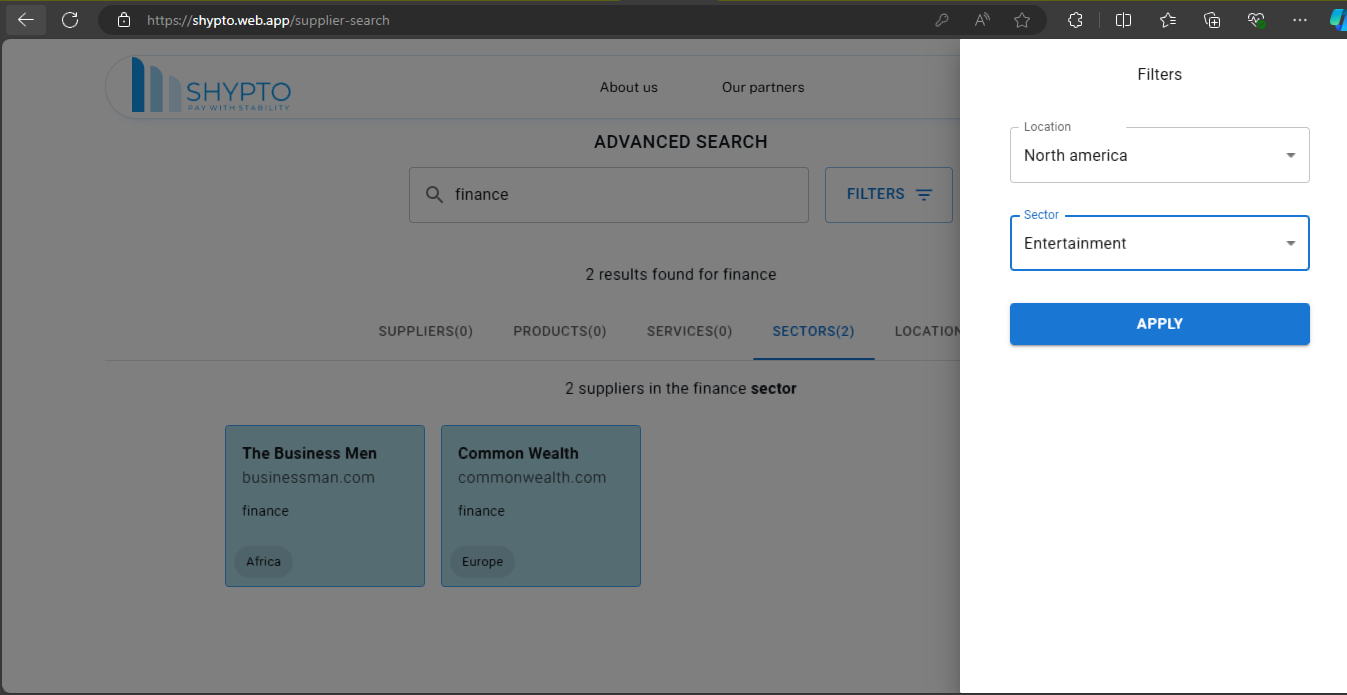 https://shypto.web.app/supplier-search
SHYPTO
PAY WITH STABILITY
About us
Our partners
ADVANCED SEARCH
finance
FILTERS
2 results found for finance
SUPPLIERS(0) PRODUCTS(0) SERVICES(0) SECTORS(2) LOCATION
2 suppliers in the finance sector
The Business Men
businessman.com
finance
Africa
Common Wealth
commonwealth.com
finance
Europe
Filters
Location
North america
Sector
Entertainment
APPLY